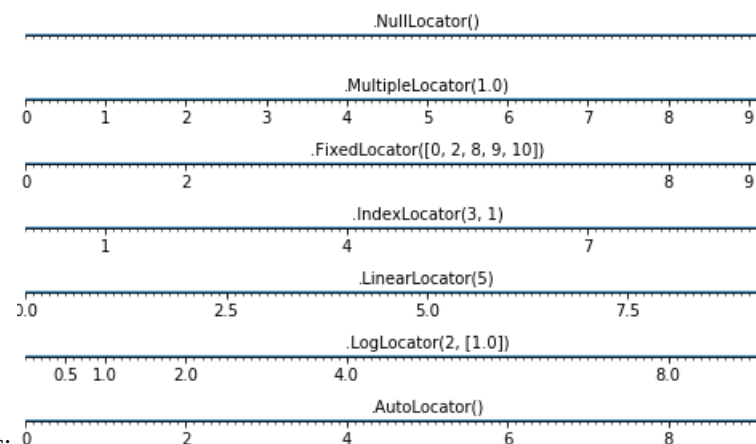 .NullLocator()
.MultipleLocator(1.0)
0 1 2 3 4 5 6 7 8 9
.FixedLocator([0, 2, 8, 9, 10])
0 2 8 9
.IndexLocator(3, 1)
1 4 7
.LinearLocator(5)
0.0 2.5 5.0 7.5
.LogLocator(2, [1.0])
0.5 1.0 2.0 4.0 8.0
.AutoLocator()
0 2 4 6 8